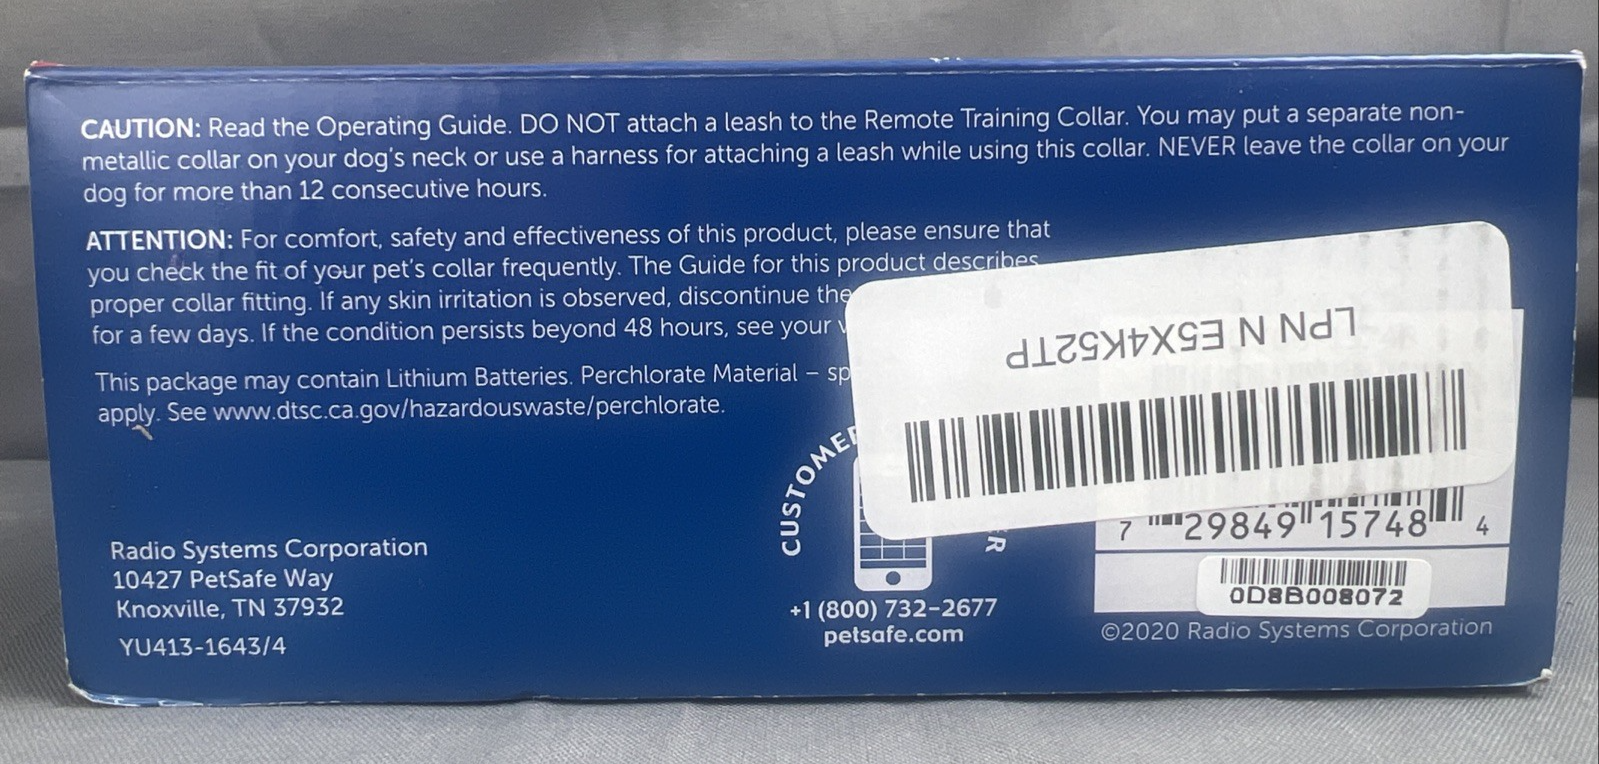 CAUTION: Read the Operating Guide. DO NOT attach a leash to the Remote Training Collar. You may put a separate non-
metallic collar on your dog's neck or use a harness for attaching a leash while using this collar. NEVER leave the collar on your
dog for more than 12 consecutive hours.
ATTENTION: For comfort, safety and effectiveness of this product, please ensure that
you check the fit of your pet's collar frequently. The Guide for this product describes
proper collar fitting. If any skin irritation is observed, discontinue the
for a few days. If the condition persists beyond 48 hours, see your
This package may contain Lithium Batteries. Perchlorate Material –
apply. See www.dtsc.ca.gov/hazardouswaste/perchlorate.
Radio Systems Corporation
10427 PetSafe Way
Knoxville, TN 37932
YU413-1643/4
CUSTOMER
+1 (800) 732-2677
petsafe.com
LPN N E5X4K52TP
7 29849 15748 4
0D8B008072
©2020 Radio Systems Corporation